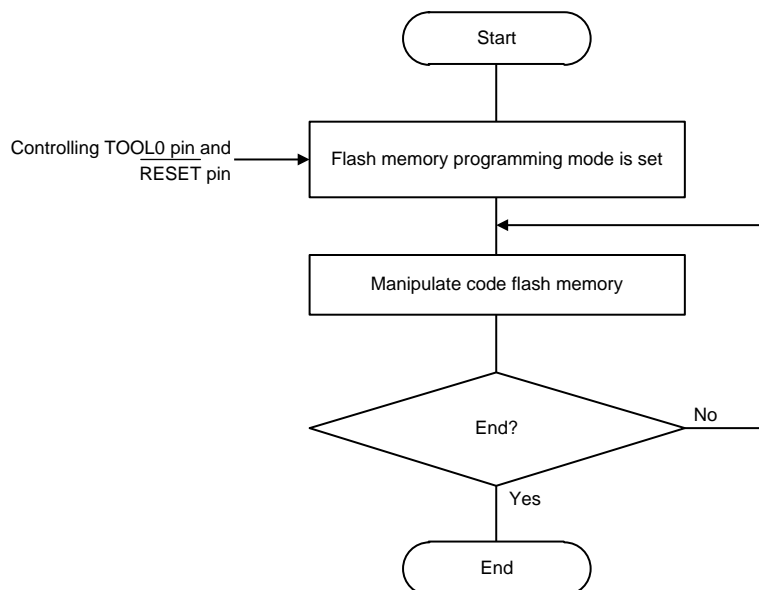 Start
Controlling TOOL0 pin and
RESET pin
Flash memory programming mode is set
Manipulate code flash memory
End?
No
Yes
End